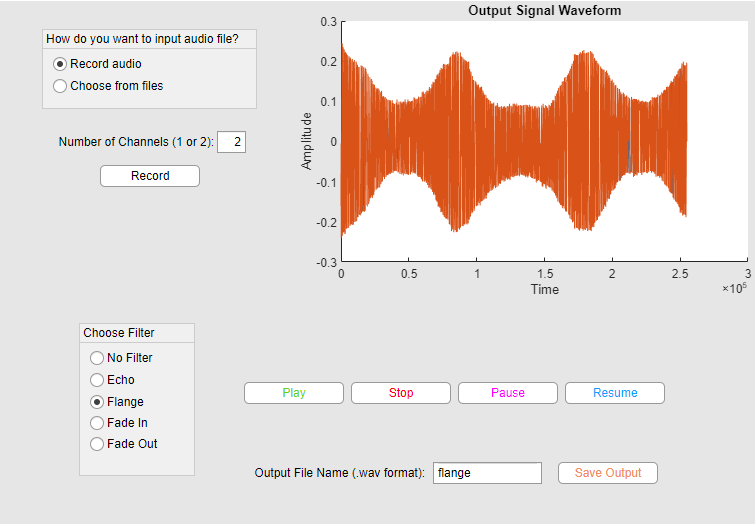 How do you want to input audio file?
Record audio
Choose from files
Number of Channels (1 or 2): 2
Record
Output Signal Waveform
0.3
0.2
0.1
0
-0.1
-0.2
-0.3
Amplitude
0 0.5 1 1.5 2 2.5 3
Time
×10⁵
Choose Filter
No Filter
Echo
Flange
Fade In
Fade Out
Play Stop Pause Resume
Output File Name (.wav format): flange Save Output